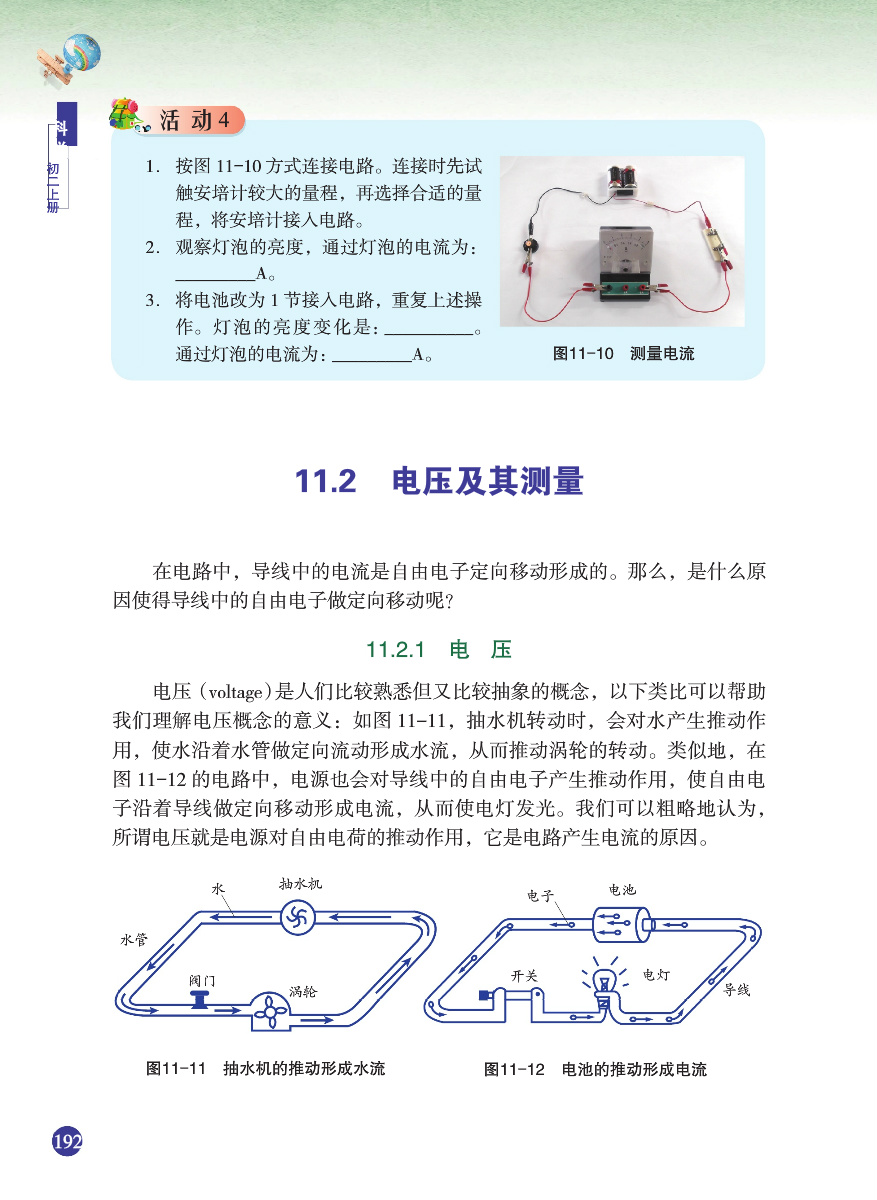 科
初二上册
活 动 4
1. 按图 11-10 方式连接电路。连接时先试
触安培计较大的量程，再选择合适的量
程，将安培计接入电路。
2. 观察灯泡的亮度，通过灯泡的电流为：
________A。
3. 将电池改为 1 节接入电路，重复上述操
作。灯泡的亮度变化是：_________。
通过灯泡的电流为：________A。
图11-10 测量电流
11.2 电压及其测量
在电路中，导线中的电流是自由电子定向移动形成的。那么，是什么原
因使得导线中的自由电子做定向移动呢？
11.2.1 电 压
电压（voltage）是人们比较熟悉但又比较抽象的概念，以下类比可以帮助
我们理解电压概念的意义：如图 11-11，抽水机转动时，会对水产生推动作
用，使水沿着水管做定向流动形成水流，从而推动涡轮的转动。类似地，在
图 11-12 的电路中，电源也会对导线中的自由电子产生推动作用，使自由电
子沿着导线做定向移动形成电流，从而使电灯发光。我们可以粗略地认为，
所谓电压就是电源对自由电荷的推动作用，它是电路产生电流的原因。
水
抽水机
水管
阀门
涡轮
电子
电池
开关
电灯
导线
图11-11 抽水机的推动形成水流
图11-12 电池的推动形成电流
192